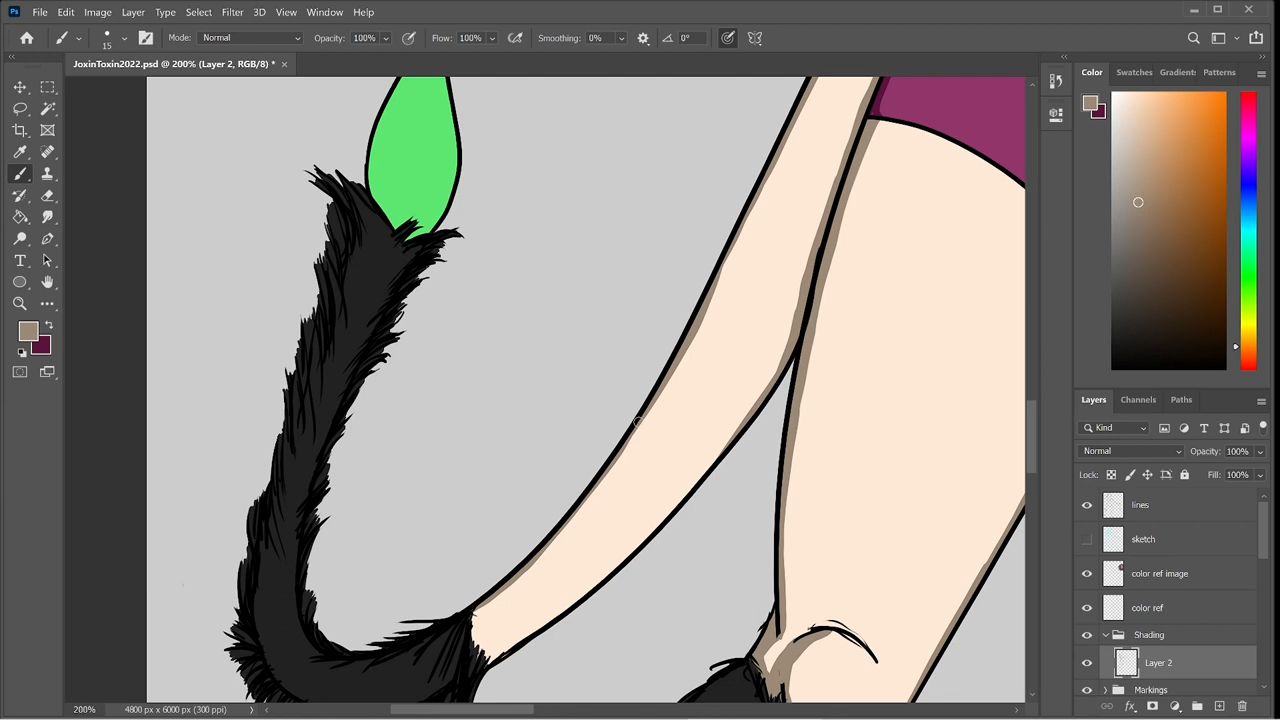 Ps File Edit Image Layer Type Select Filter 3D View Window Help
15 Mode: Normal Opacity: 100% Flow: 100% Smoothing: 0% 0°
JoxinToxin2022.psd @ 200% (Layer 2, RGB/8) * ×
Color Swatches Gradient: Patterns
Layers Channels Paths
Kind
Normal Opacity: 100%
Lock: Fill: 100%
lines
sketch
color ref image
color ref
Shading
Layer 2
Markings
200% 4800 px x 6000 px (300 ppi)
fx